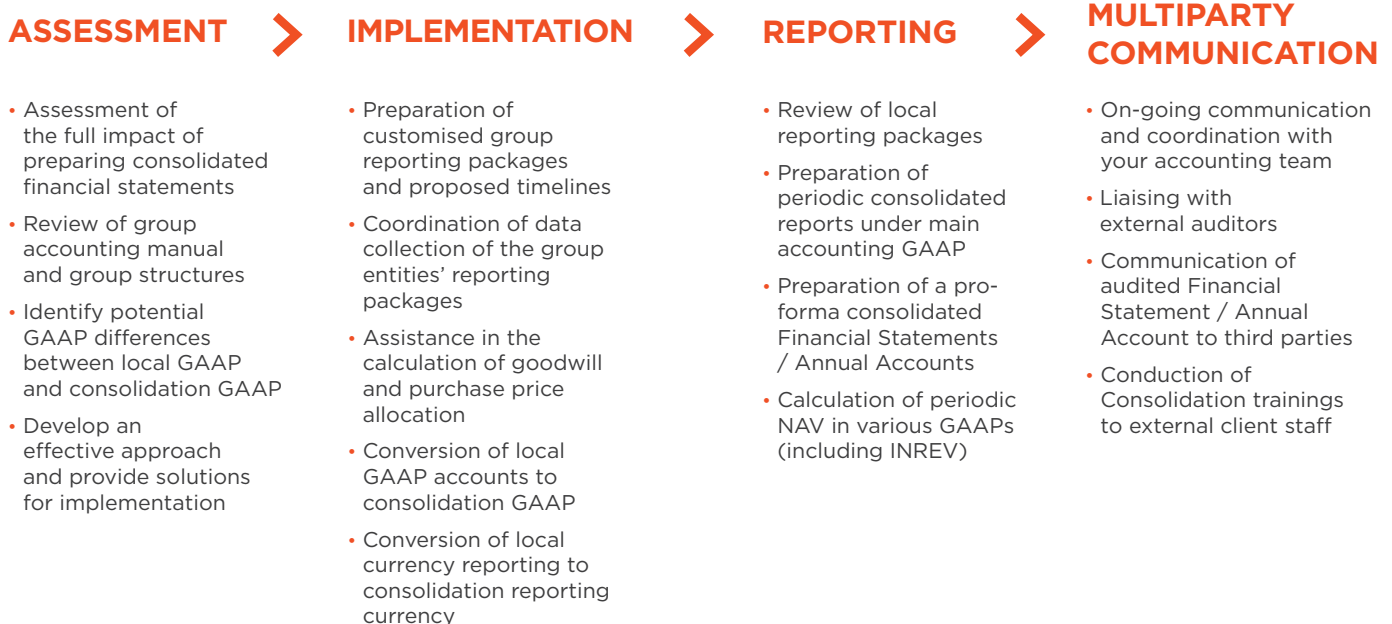 ASSESSMENT
• Assessment of
the full impact of
preparing consolidated
financial statements
• Review of group
accounting manual
and group structures
• Identify potential
GAAP differences
between local GAAP
and consolidation GAAP
• Develop an
effective approach
and provide solutions
for implementation
IMPLEMENTATION
• Preparation of
customised group
reporting packages
and proposed timelines
• Coordination of data
collection of the group
entities’ reporting
packages
• Assistance in the
calculation of goodwill
and purchase price
allocation
• Conversion of local
GAAP accounts to
consolidation GAAP
• Conversion of local
currency reporting to
consolidation reporting
currency
REPORTING
• Review of local
reporting packages
• Preparation of
periodic consolidated
reports under main
accounting GAAP
• Preparation of a pro-
forma consolidated
Financial Statements
/ Annual Accounts
• Calculation of periodic
NAV in various GAAPs
(including INREV)
MULTIPARTY
COMMUNICATION
• On-going communication
and coordination with
your accounting team
• Liaising with
external auditors
• Communication of
audited Financial
Statement / Annual
Account to third parties
• Conduction of
Consolidation trainings
to external client staff